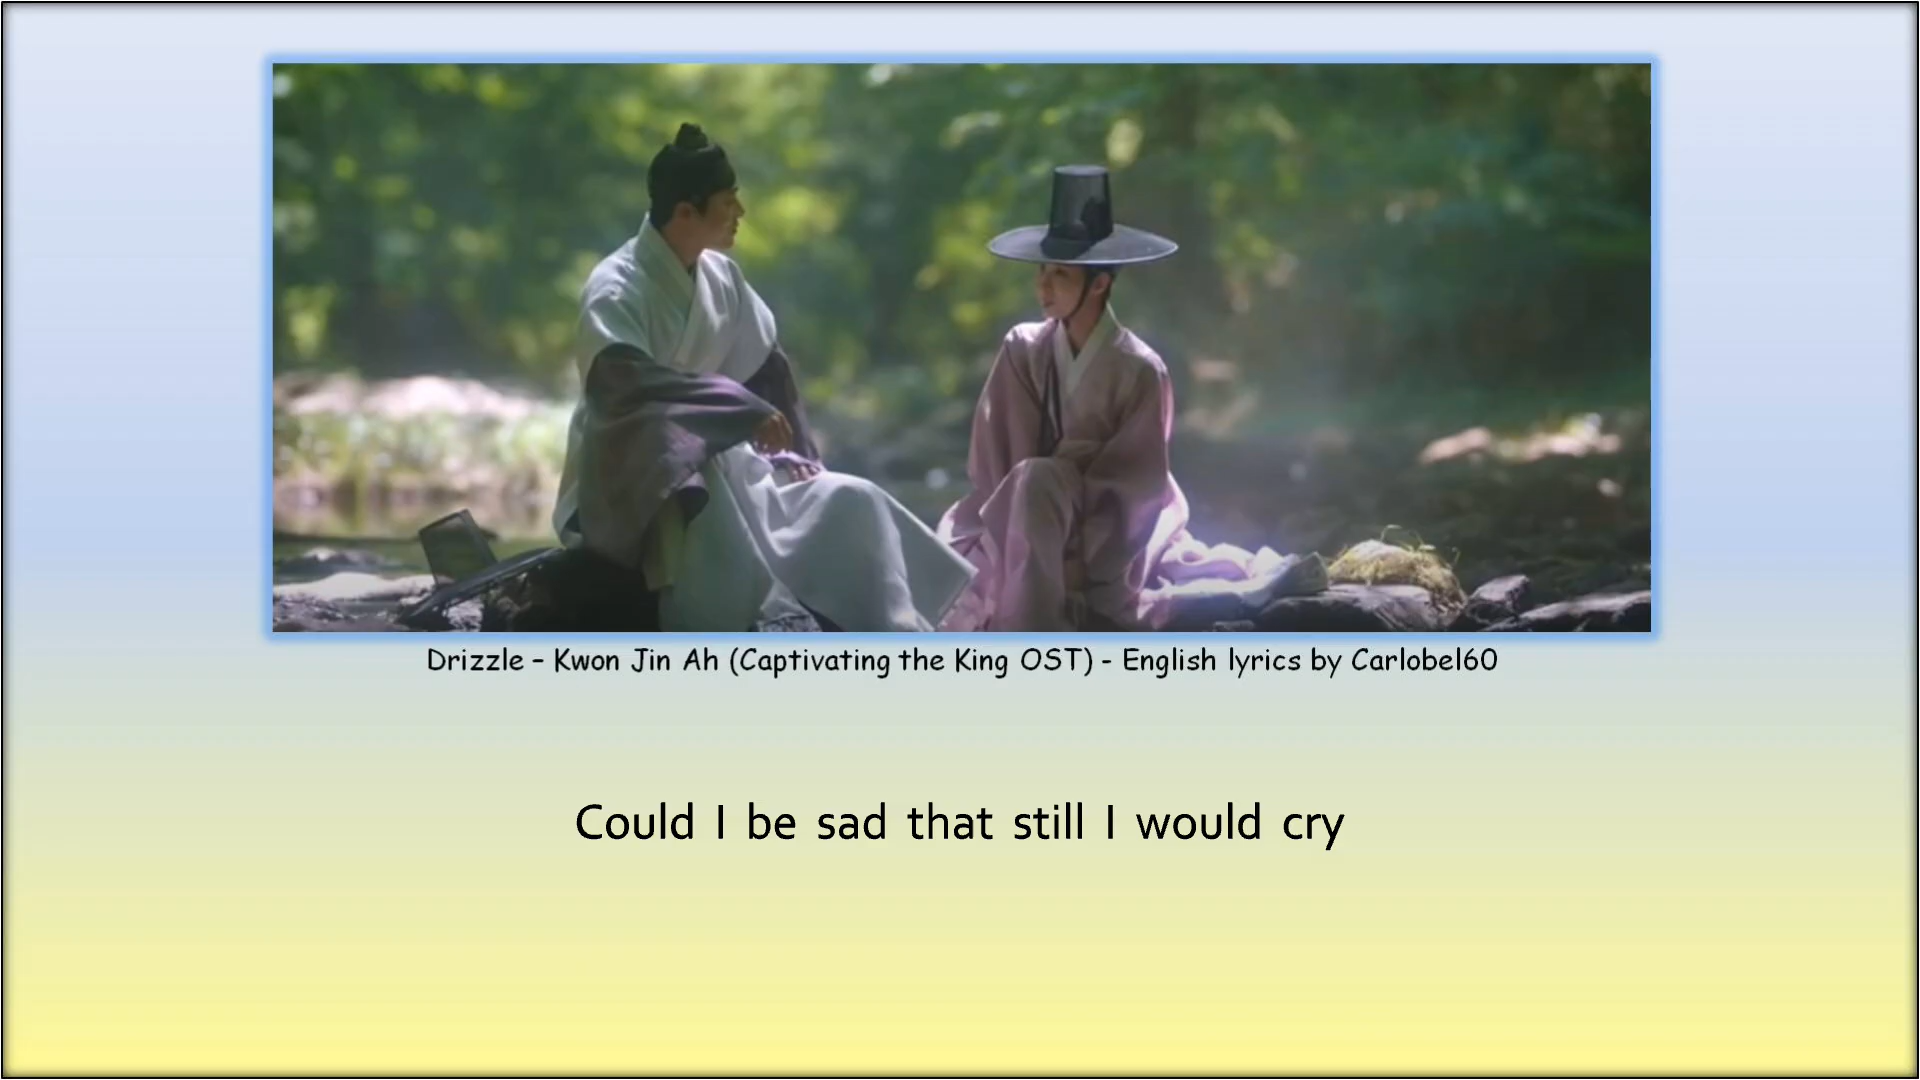 Drizzle – Kwon Jin Ah (Captivating the King OST) - English lyrics by Carlobel60
Could I be sad that still I would cry